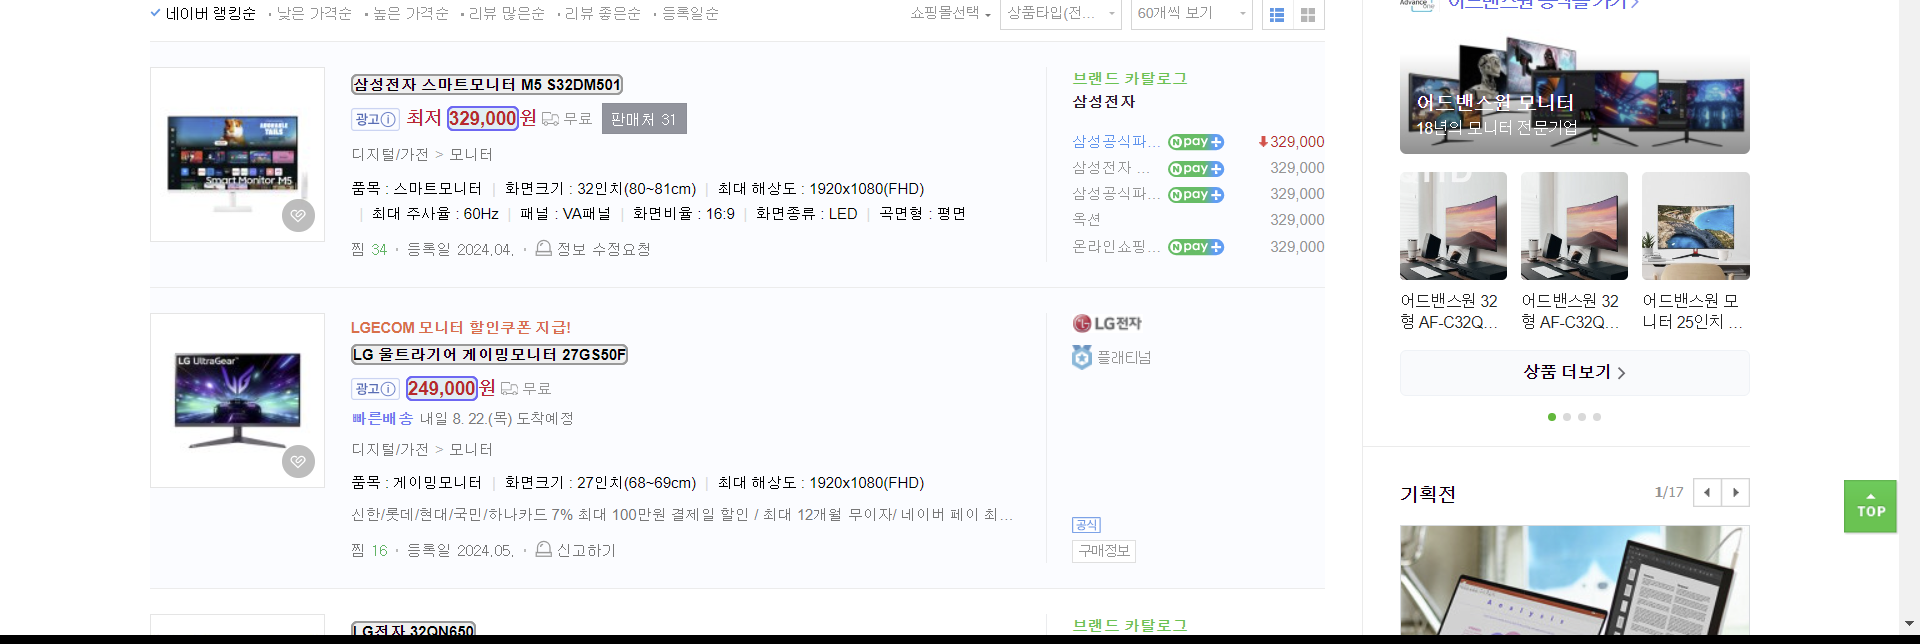 네이버 랭킹순 · 낮은 가격순 · 높은 가격순 · 리뷰 많은순 · 리뷰 좋은순 · 등록일순
쇼핑몰선택 상품타입(전... 60개씩 보기
삼성전자 스마트모니터 M5 S32DM501
광고 최저 329,000원 무료 판매처 31
디지털/가전 > 모니터
품목 : 스마트모니터 | 화면크기 : 32인치(80~81cm) | 최대 해상도 : 1920x1080(FHD)
| 최대 주사율 : 60Hz | 패널 : VA패널 | 화면비율 : 16:9 | 화면종류 : LED | 곡면형 : 평면
찜 34 · 등록일 2024.04. · 정보 수정요청
Smart Monitor M5
브랜드 카탈로그
삼성전자
삼성공식파... N pay + 329,000
삼성전자 ... N pay + 329,000
삼성공식파... N pay + 329,000
옥션 329,000
온라인쇼핑... N pay + 329,000
LGECOM 모니터 할인쿠폰 지급!
LG 울트라기어 게이밍모니터 27GS50F
광고 249,000원 무료
빠른배송 내일 8. 22.(목) 도착예정
디지털/가전 > 모니터
품목 : 게이밍모니터 | 화면크기 : 27인치(68~69cm) | 최대 해상도 : 1920x1080(FHD)
신한/롯데/현대/국민/하나카드 7% 최대 100만원 결제일 할인 / 최대 12개월 무이자/ 네이버 페이 최...
찜 16 · 등록일 2024.05. · 신고하기
LG UltraGear
LG전자
플래티넘
공식
구매정보
LG전자 32QN650
브랜드 카탈로그
어드밴스원 공식몰 가기 >
어드밴스원 모니터
18년의 모니터 전문기업
어드밴스원 32
형 AF-C32Q...
어드밴스원 32
형 AF-C32Q...
어드밴스원 모
니터 25인치 ...
상품 더보기 >
기획전
1/17
Analysis
TOP